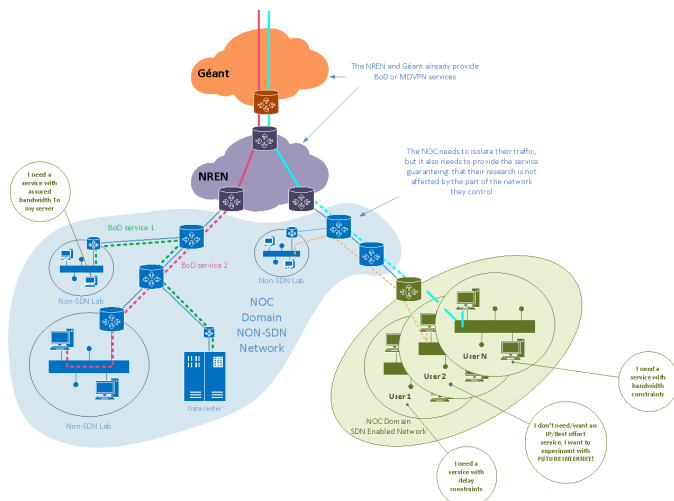 Géant
The NREN and Géant already provide
BoD or MDVPN services
NREN
The NOC needs to isolate their traffic,
but it also needs to provide the service
guaranteing that their research is not
affected by the part of the network
they control
I need a
service with
assured
bandwidth To
my server
BoD service 1
BoD service 2
Non-SDN Lab
Non-SDN Lab
NOC
Domain
NON-SDN
Network
Data center
Non-SDN Lab
User N
User 2
User 1
NOC Domain
SDN Enabled Network
I need a
service with
bandwidth
constraints
I don't need/want an
IP/Best effort
service, I want to
experiment with
FUTURE INTERNET!
I need a
service with
delay
constraints